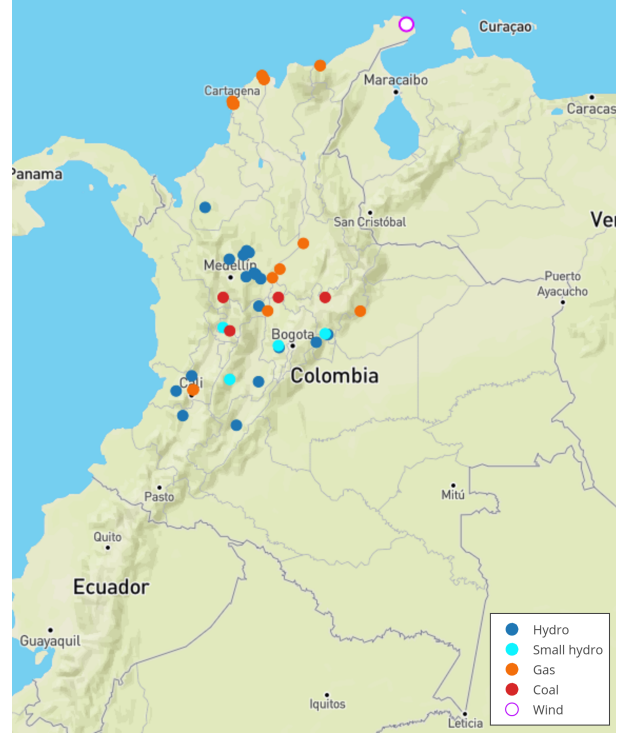 Curaçao
Maracaibo
Cartagena
Caracas
Panama
San Cristóbal
Ver
Medellín
Puerto
Ayacucho
Bogota
Colombia
Cali
Mitú
Pasto
Quito
Ecuador
Guayaquil
Iquitos
Leticia
Hydro
Small hydro
Gas
Coal
Wind